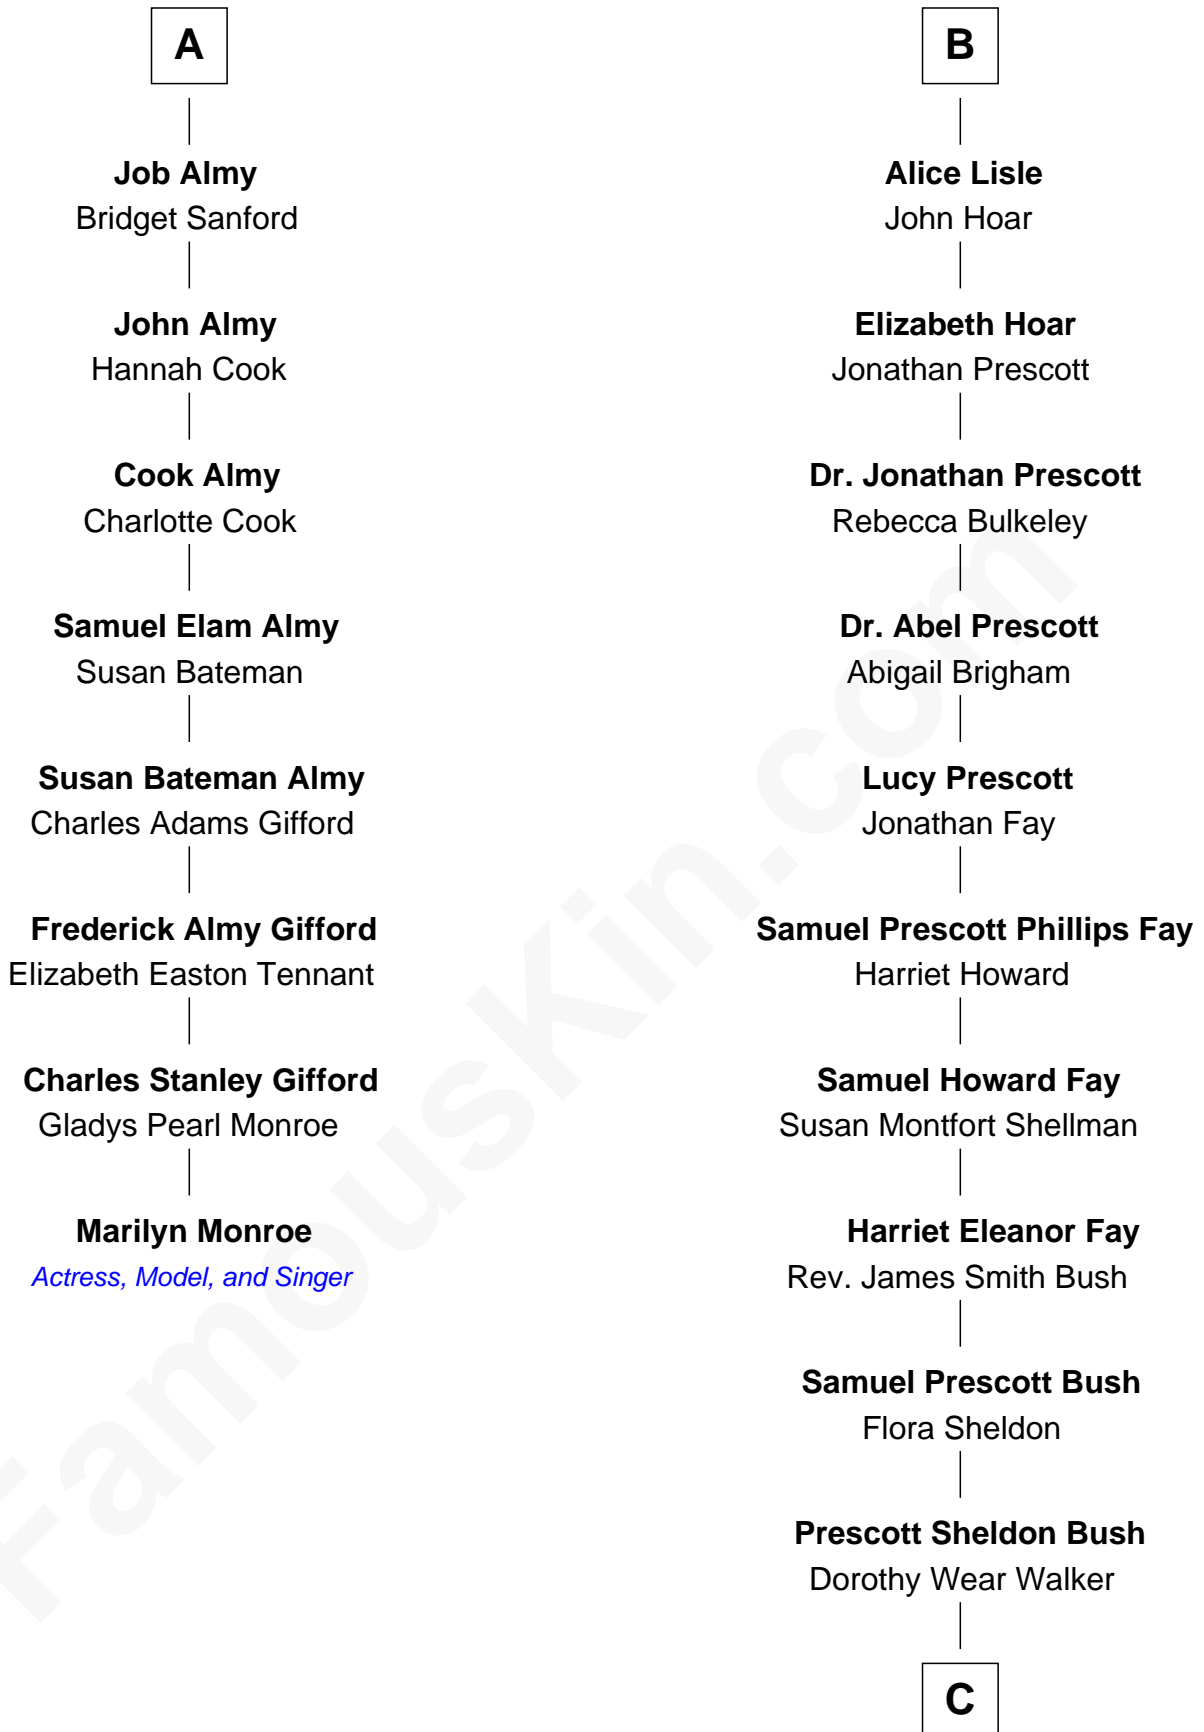 A
Job Almy
Bridget Sanford
John Almy
Hannah Cook
Cook Almy
Charlotte Cook
Samuel Elam Almy
Susan Bateman
Susan Bateman Almy
Charles Adams Gifford
Frederick Almy Gifford
Elizabeth Easton Tennant
Charles Stanley Gifford
Gladys Pearl Monroe
Marilyn Monroe
Actress, Model, and Singer
B
Alice Lisle
John Hoar
Elizabeth Hoar
Jonathan Prescott
Dr. Jonathan Prescott
Rebecca Bulkeley
Dr. Abel Prescott
Abigail Brigham
Lucy Prescott
Jonathan Fay
Samuel Prescott Phillips Fay
Harriet Howard
Samuel Howard Fay
Susan Montfort Shellman
Harriet Eleanor Fay
Rev. James Smith Bush
Samuel Prescott Bush
Flora Sheldon
Prescott Sheldon Bush
Dorothy Wear Walker
C
FamousKin.com